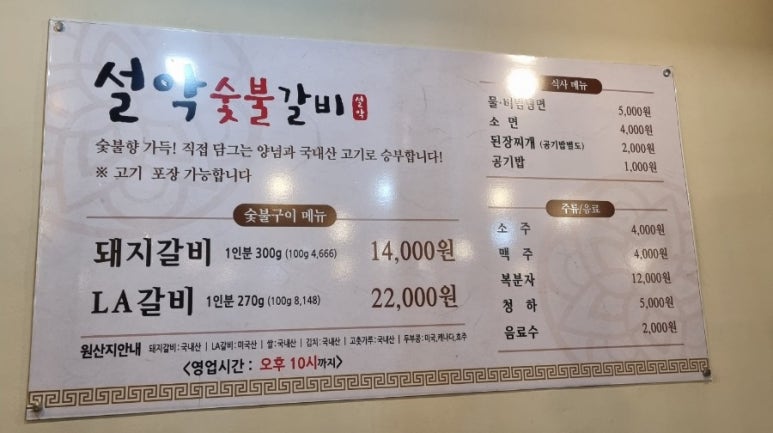 설악숯불갈비 설악
숯불향 가득! 직접 담그는 양념과 국내산 고기로 승부합니다!
※ 고기 포장 가능합니다
숯불구이 메뉴
돼지갈비 1인분 300g (100g 4,666) 14,000원
LA갈비 1인분 270g (100g 8,148) 22,000원
원산지안내 돼지갈비:국내산 | LA갈비:미국산 | 쌀:국내산 | 김치:국내산 | 고춧가루:국내산 | 두부콩:미국,캐나다,호주
<영업시간 : 오후 10시까지>
식사 메뉴
물·비빔냉면 5,000원
소 면 4,000원
된장찌개 (공기밥별도) 2,000원
공기밥 1,000원
주류/음료
소 주 4,000원
맥 주 4,000원
복분자 12,000원
청 하 5,000원
음료수 2,000원